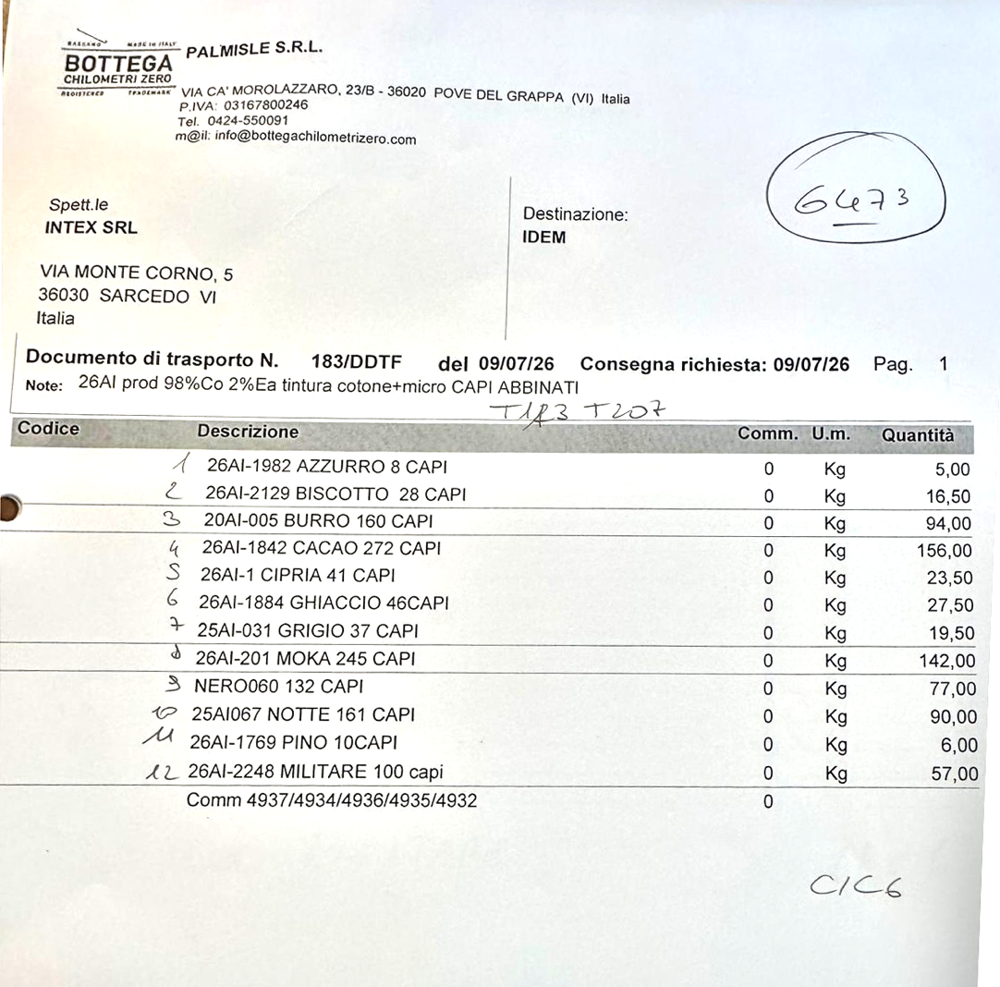 BASSANO MADE IN ITALY
BOTTEGA
CHILOMETRI ZERO
REGISTERED TRADEMARK
PALMISLE S.R.L.
VIA CA' MOROLAZZARO, 23/B - 36020 POVE DEL GRAPPA (VI) Italia
P.IVA: 03167800246
Tel. 0424-550091
m@il: info@bottegachilometrizero.com
6473
Spett.le
INTEX SRL
VIA MONTE CORNO, 5
36030 SARCEDO VI
Italia
Destinazione:
IDEM
Documento di trasporto N. 183/DDTF del 09/07/26 Consegna richiesta: 09/07/26 Pag. 1
Note: 26AI prod 98%Co 2%Ea tintura cotone+micro CAPI ABBINATI
T207
Codice Descrizione Comm. U.m. Quantità
1 26AI-1982 AZZURRO 8 CAPI 0 Kg 5,00
2 26AI-2129 BISCOTTO 28 CAPI 0 Kg 16,50
3 20AI-005 BURRO 160 CAPI 0 Kg 94,00
4 26AI-1842 CACAO 272 CAPI 0 Kg 156,00
5 26AI-1 CIPRIA 41 CAPI 0 Kg 23,50
6 26AI-1884 GHIACCIO 46CAPI 0 Kg 27,50
7 25AI-031 GRIGIO 37 CAPI 0 Kg 19,50
8 26AI-201 MOKA 245 CAPI 0 Kg 142,00
9 NERO060 132 CAPI 0 Kg 77,00
10 25AI067 NOTTE 161 CAPI 0 Kg 90,00
11 26AI-1769 PINO 10CAPI 0 Kg 6,00
12 26AI-2248 MILITARE 100 capi 0 Kg 57,00
Comm 4937/4934/4936/4935/4932 0
C1C6